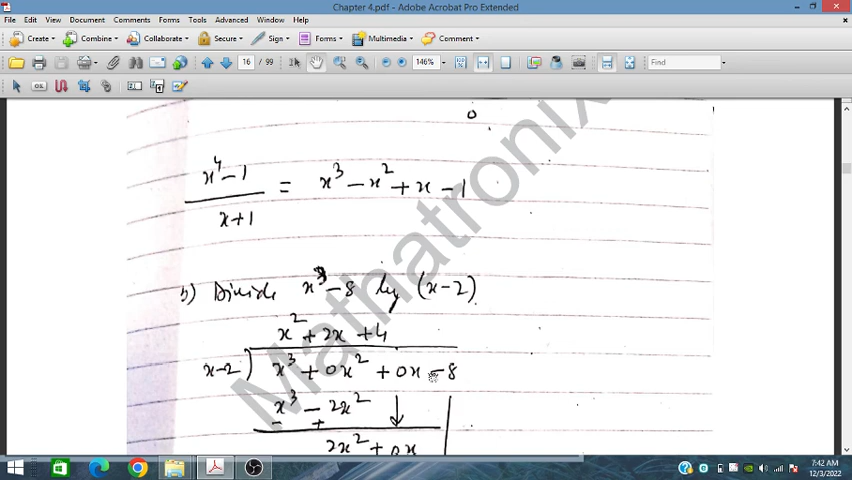 Chapter 4.pdf - Adobe Acrobat Pro Extended
File Edit View Document Comments Forms Tools Advanced Window Help
Create Combine Collaborate Secure Sign Forms Multimedia Comment
16 / 99 146% Find
0
x⁴-1 / x+1 = x³ - x² + x - 1
b) Divide x³-8 by (x-2)
x² + 2x + 4
x-2 ) x³ + 0x² + 0x - 8
x³ - 2x²
- +
2x² + 0x
Mathatronix
7:42 AM
12/3/2022